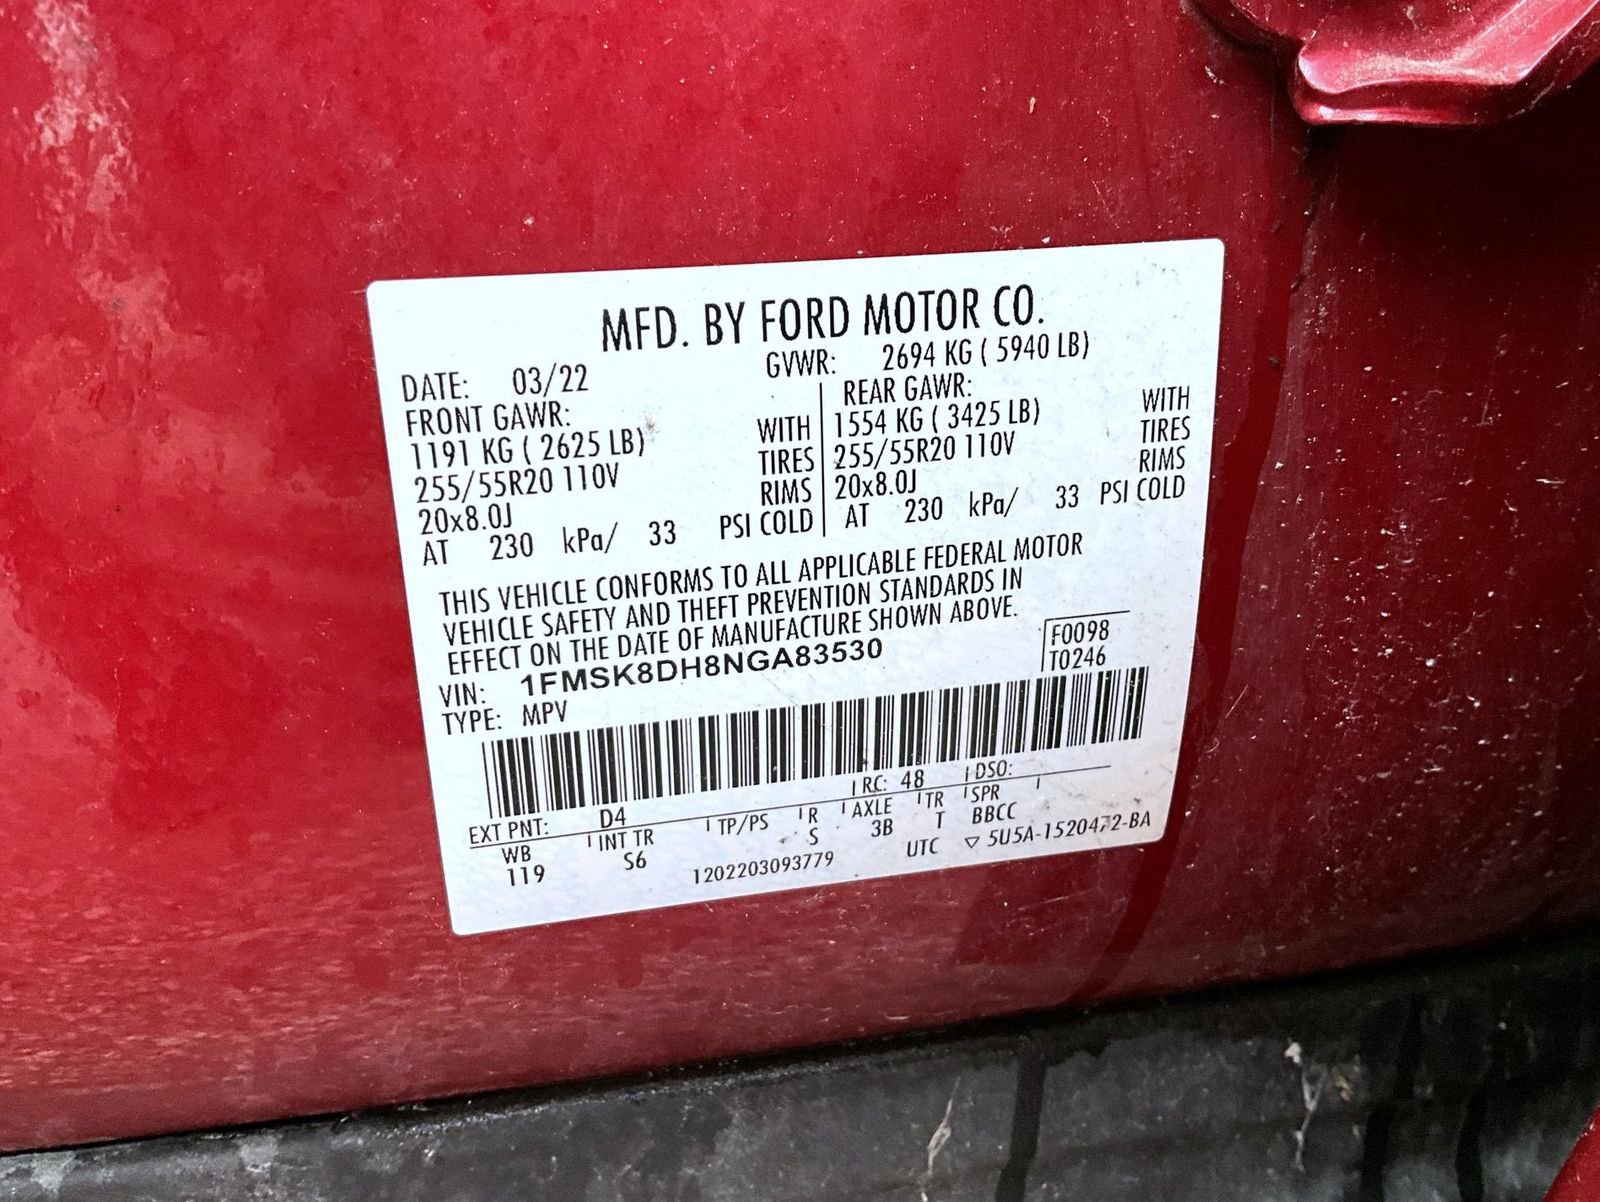 MFD. BY FORD MOTOR CO.
DATE: 03/22 GVWR: 2694 KG ( 5940 LB)
FRONT GAWR: REAR GAWR:
1191 KG ( 2625 LB) WITH 1554 KG ( 3425 LB) WITH
255/55R20 110V TIRES 255/55R20 110V TIRES
20x8.0J RIMS 20x8.0J RIMS
AT 230 kPa/ 33 PSI COLD AT 230 kPa/ 33 PSI COLD
THIS VEHICLE CONFORMS TO ALL APPLICABLE FEDERAL MOTOR
VEHICLE SAFETY AND THEFT PREVENTION STANDARDS IN
EFFECT ON THE DATE OF MANUFACTURE SHOWN ABOVE.
VIN: 1FMSK8DH8NGA83530 F0098
TYPE: MPV T0246
EXT PNT: D4 RC: 48 DSO:
WB INT TR TP/PS R AXLE TR SPR
119 S6 S 3B T BBCC
1202203093779 UTC ▽ 5U5A-1520472-BA